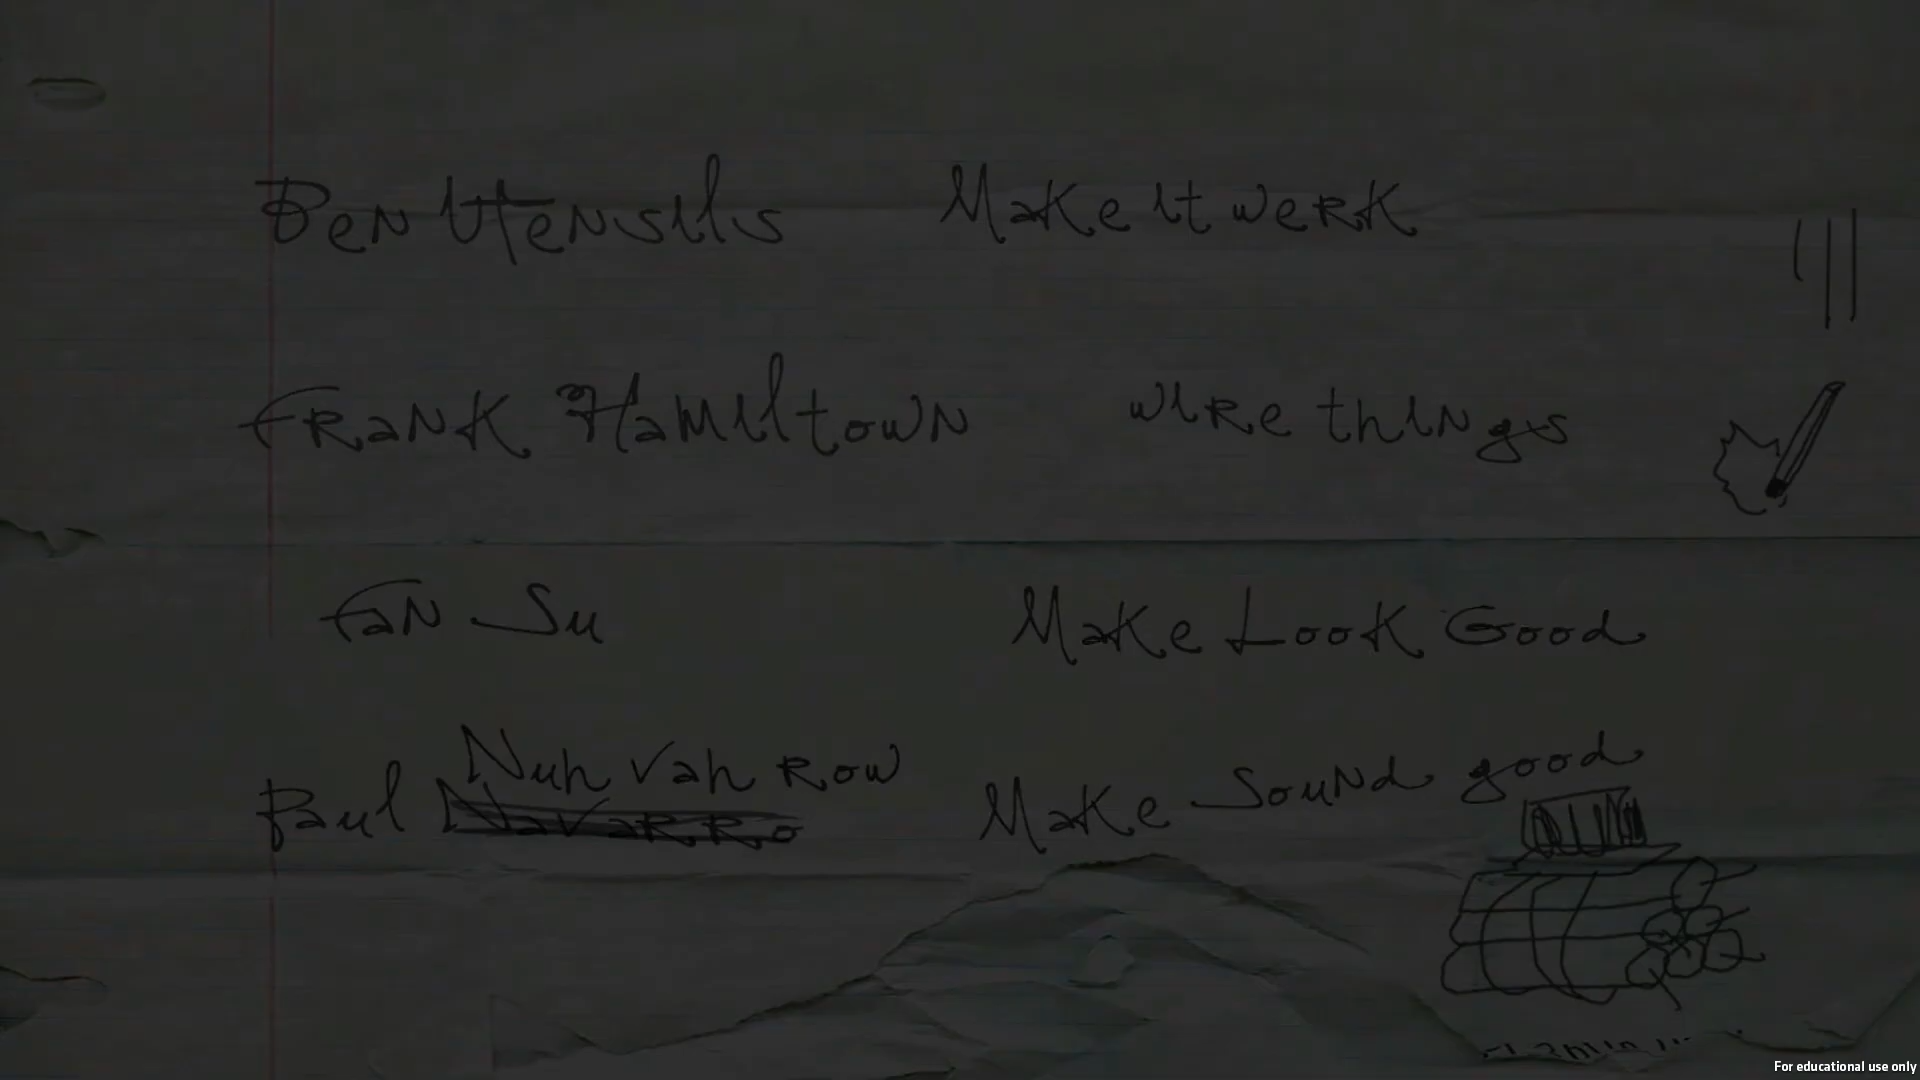 Ben Utensils Make it werk
Frank Hamiltown wire things
Fan Su Make Look Good
Nuh vah row
Paul Navarro Make Sound good
For educational use only